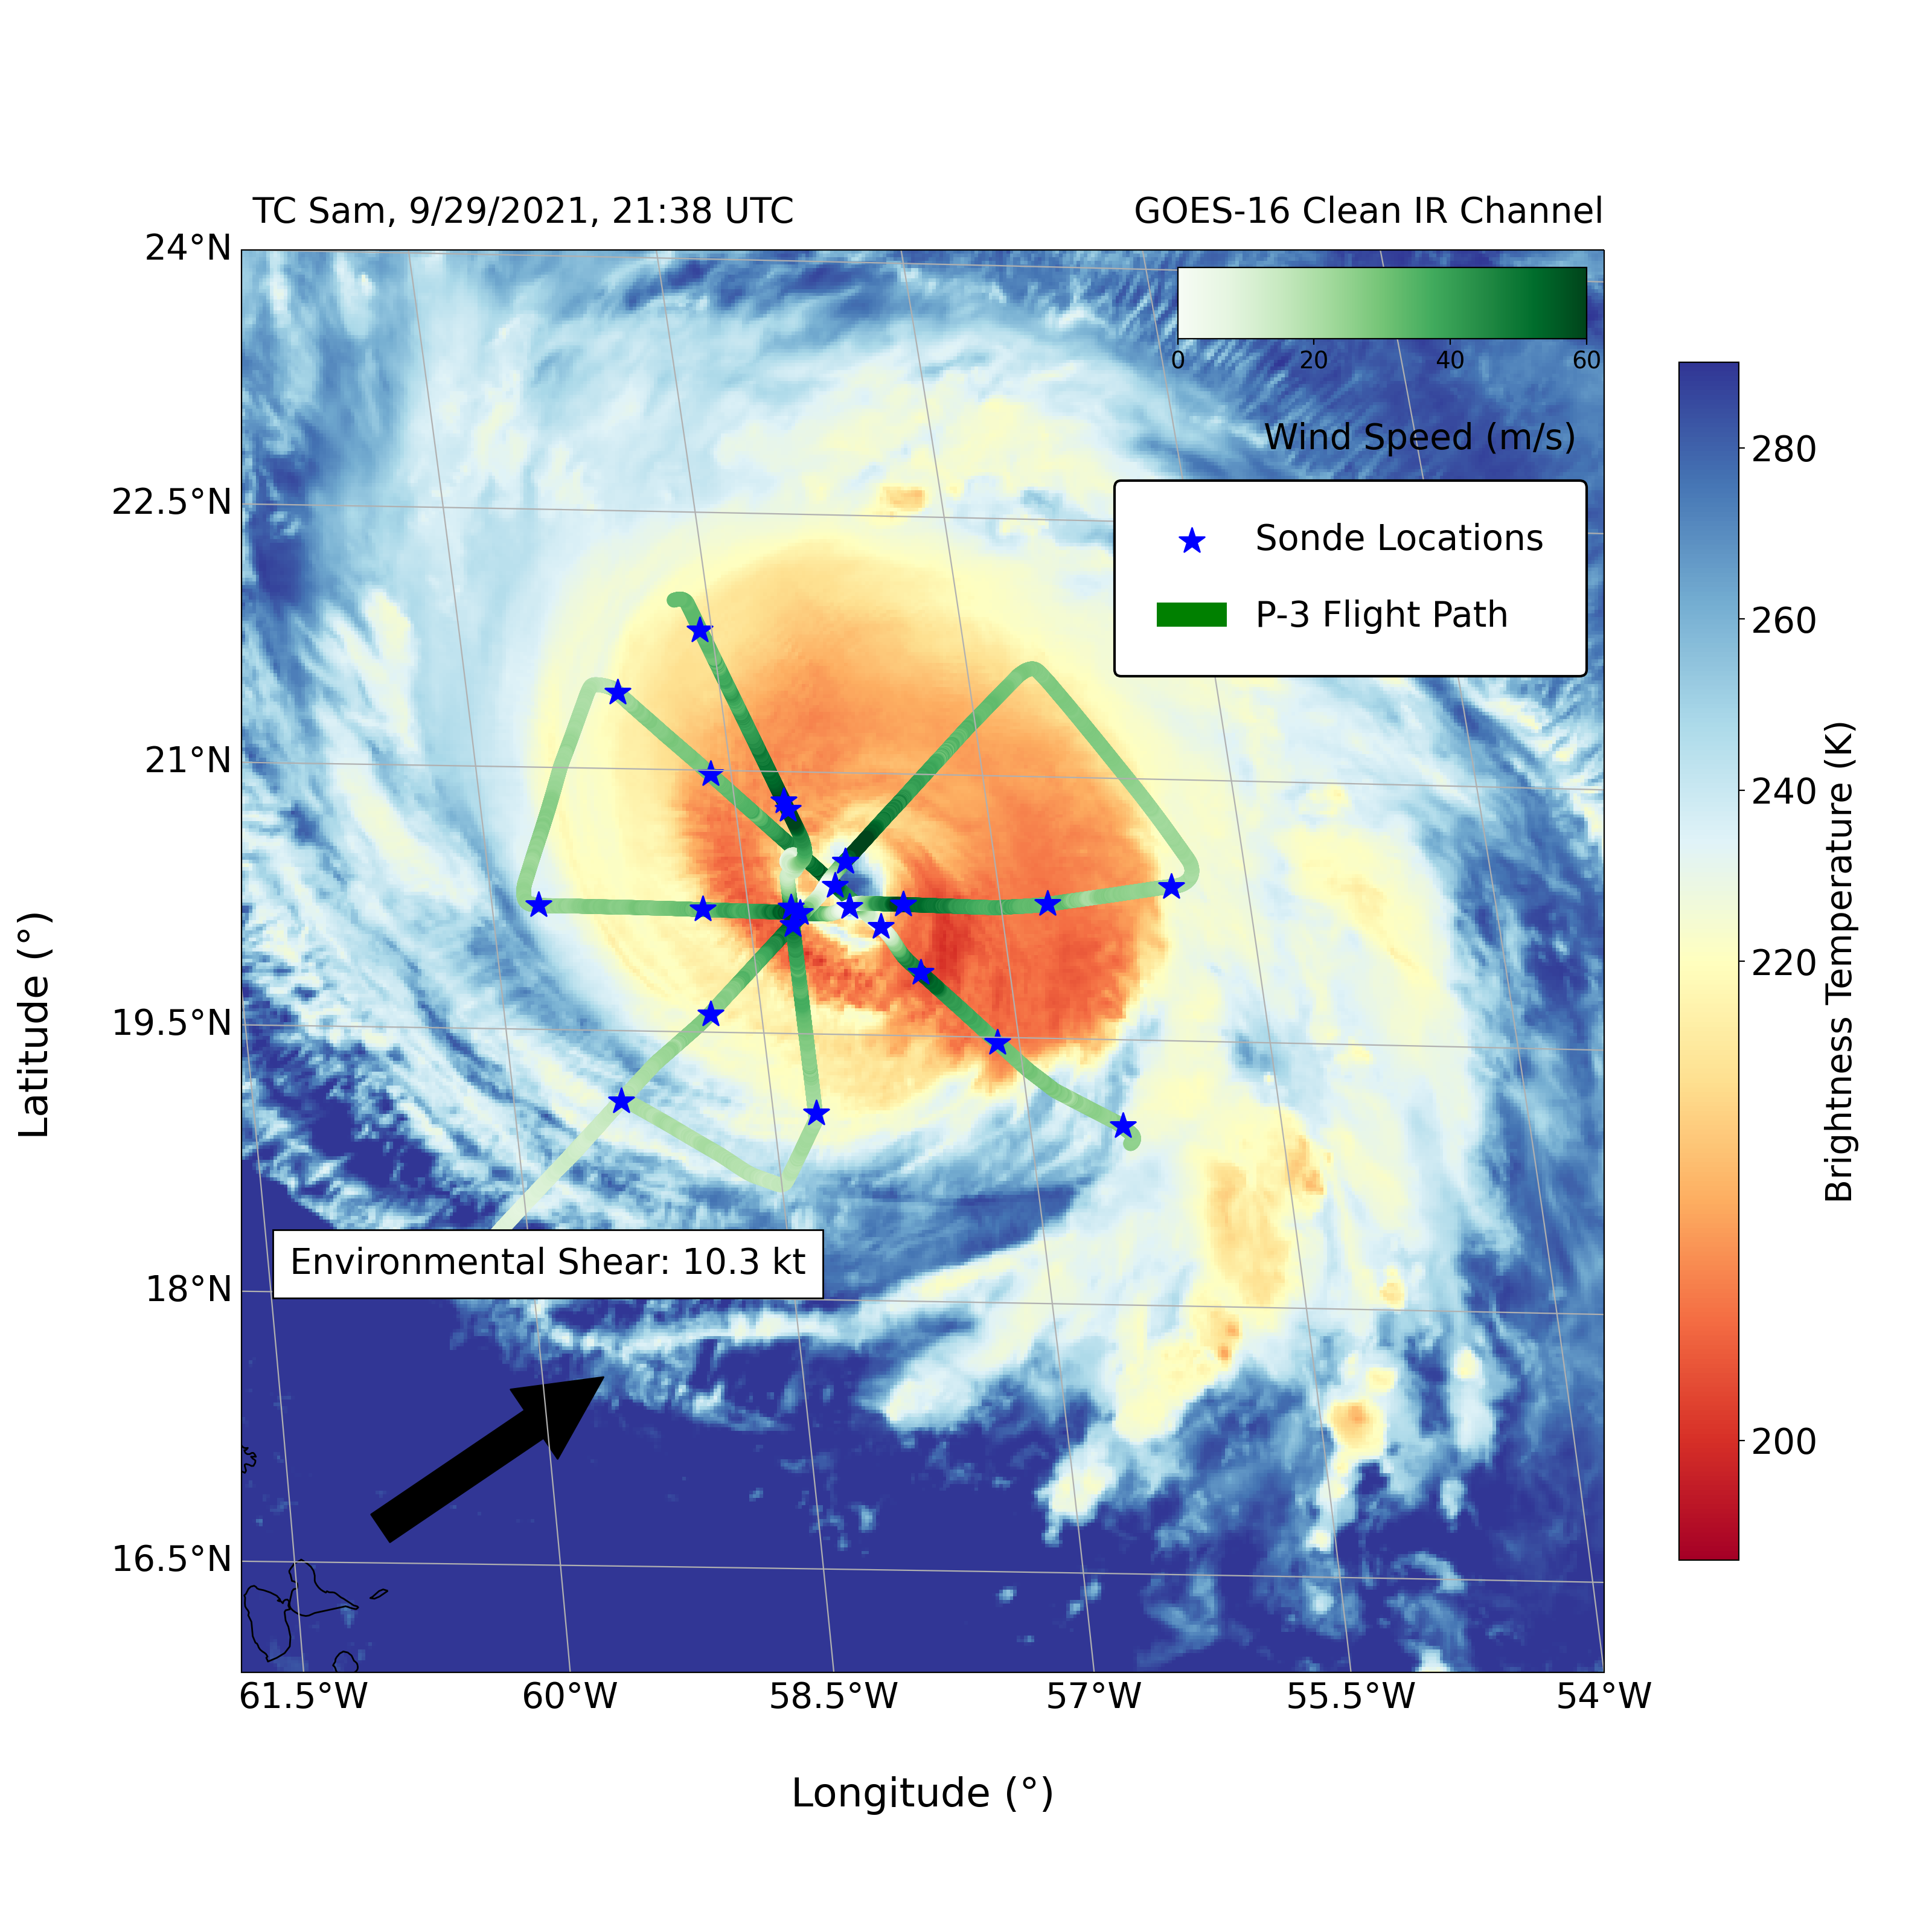 TC Sam, 9/29/2021, 21:38 UTC
GOES-16 Clean IR Channel
24°N
22.5°N
21°N
19.5°N
18°N
16.5°N
Latitude (°)
0 20 40 60
Wind Speed (m/s)
Sonde Locations
P-3 Flight Path
Environmental Shear: 10.3 kt
280
260
240
220
200
Brightness Temperature (K)
61.5°W 60°W 58.5°W 57°W 55.5°W 54°W
Longitude (°)